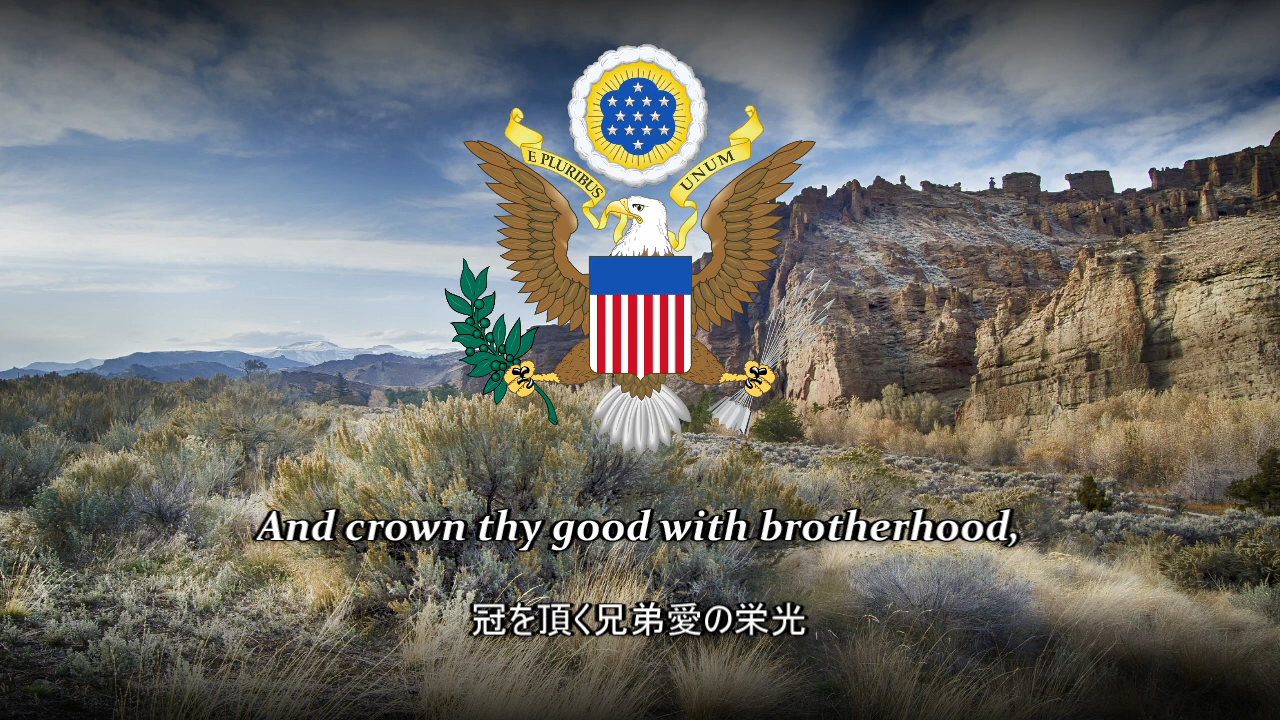 E PLURIBUS UNUM
And crown thy good with brotherhood,
冠を頂く兄弟愛の栄光